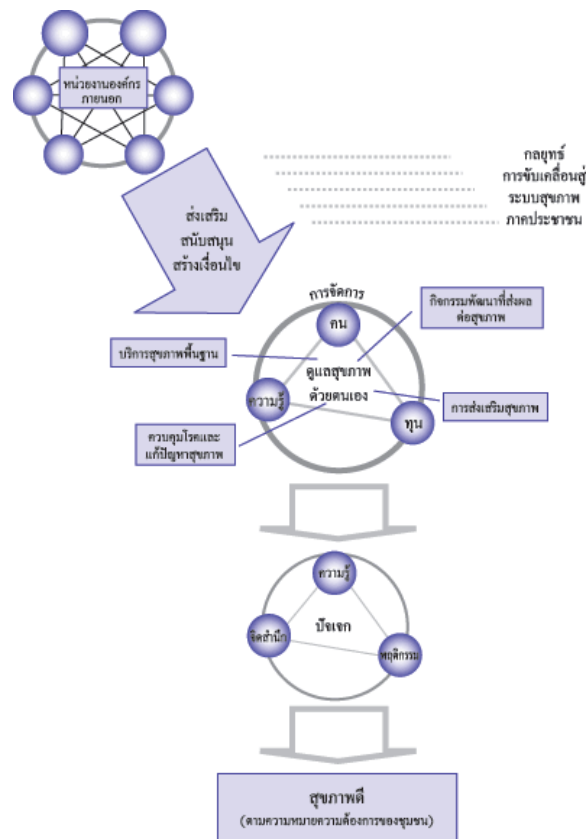 หน่วยงานองค์กร
ภายนอก
กลยุทธ์
การขับเคลื่อนสู่
ระบบสุขภาพ
ภาคประชาชน
ส่งเสริม
สนับสนุน
สร้างเงื่อนไข
การจัดการ
คน
กิจกรรมพัฒนาที่ส่งผล
ต่อสุขภาพ
บริการสุขภาพพื้นฐาน
ดูแลสุขภาพ
ด้วยตนเอง
ความรู้
การส่งเสริมสุขภาพ
ทุน
ควบคุมโรคและ
แก้ปัญหาสุขภาพ
ความรู้
ปัจเจก
จิตสำนึก
พฤติกรรม
สุขภาพดี
(ตามความหมายความต้องการของชุมชน)